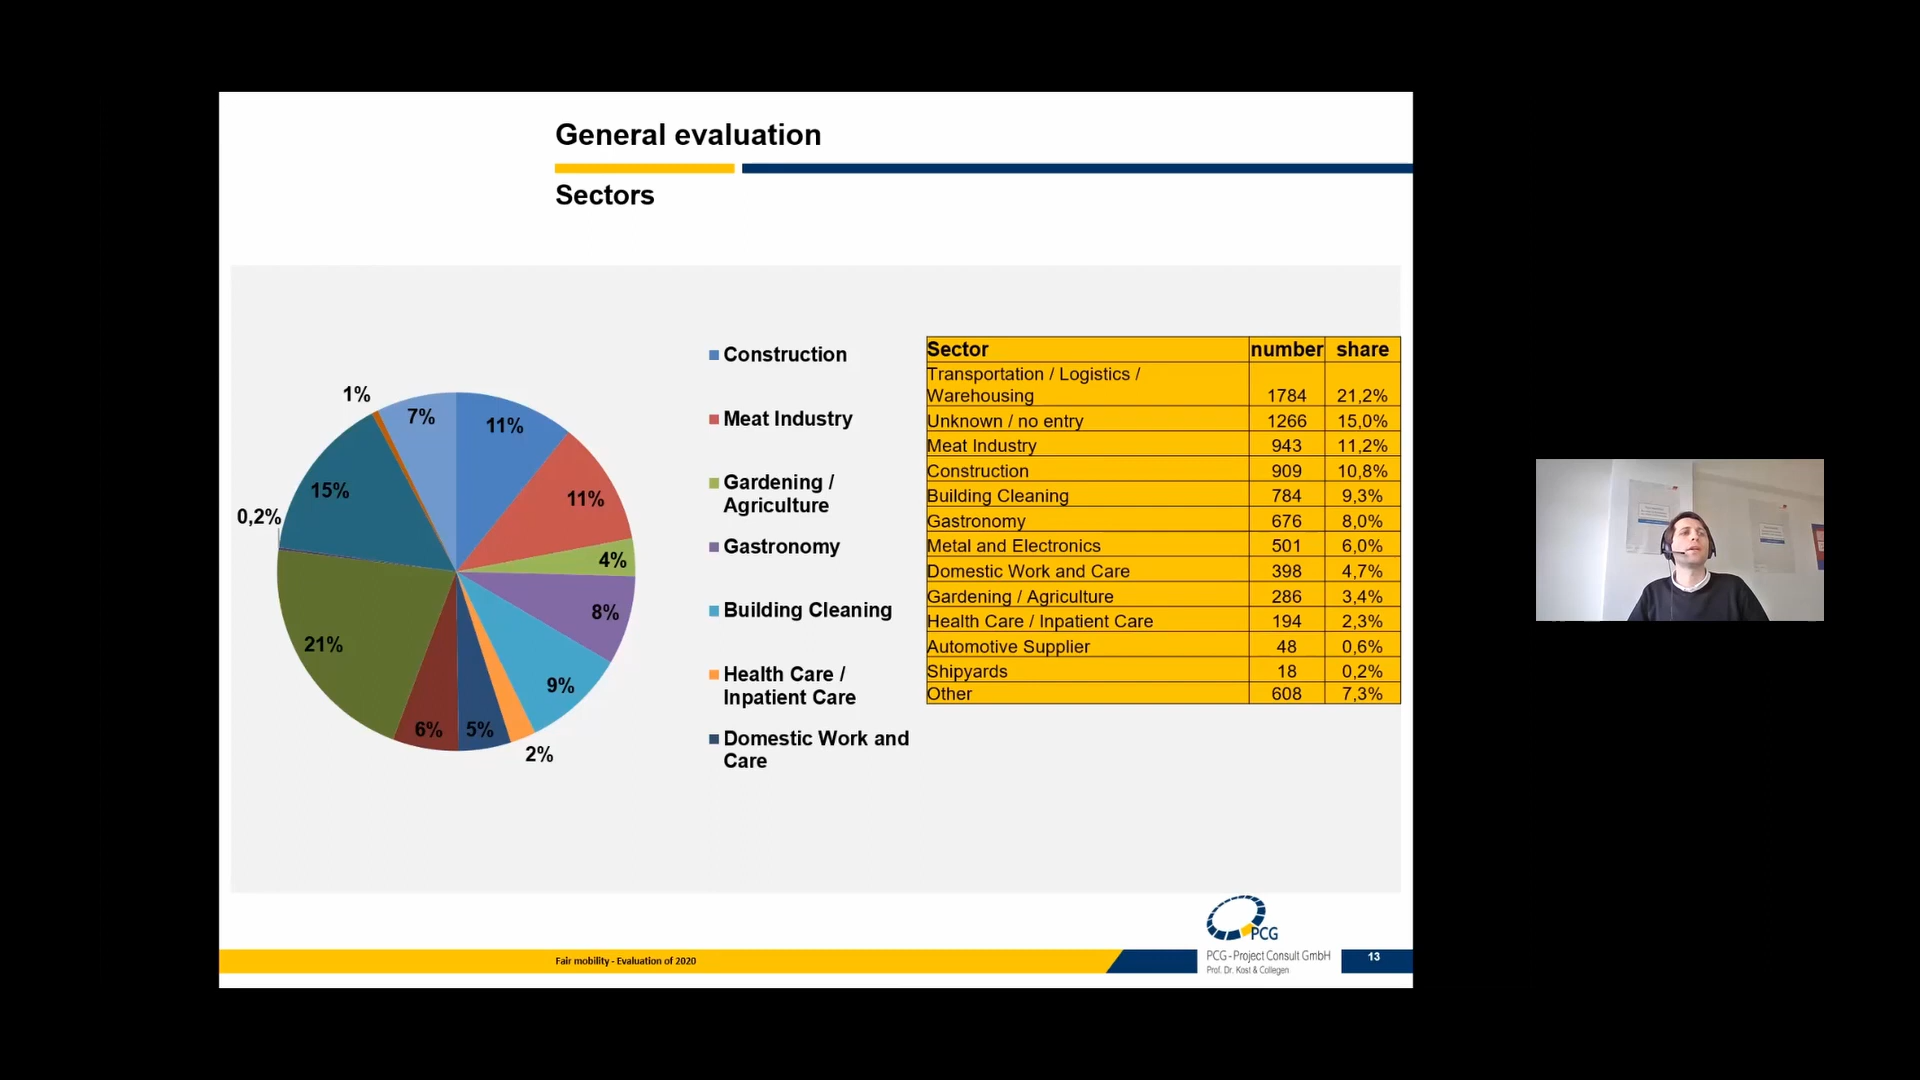 General evaluation
Sectors
1%
7%
11%
11%
15%
0,2%
4%
8%
21%
9%
6%
5%
2%
Construction
Meat Industry
Gardening /
Agriculture
Gastronomy
Building Cleaning
Health Care /
Inpatient Care
Domestic Work and
Care
Sector number share
Transportation / Logistics /
Warehousing 1784 21,2%
Unknown / no entry 1266 15,0%
Meat Industry 943 11,2%
Construction 909 10,8%
Building Cleaning 784 9,3%
Gastronomy 676 8,0%
Metal and Electronics 501 6,0%
Domestic Work and Care 398 4,7%
Gardening / Agriculture 286 3,4%
Health Care / Inpatient Care 194 2,3%
Automotive Supplier 48 0,6%
Shipyards 18 0,2%
Other 608 7,3%
Fair mobility - Evaluation of 2020
PCG
PCG - Project Consult GmbH
Prof. Dr. Kost & Collegen
13